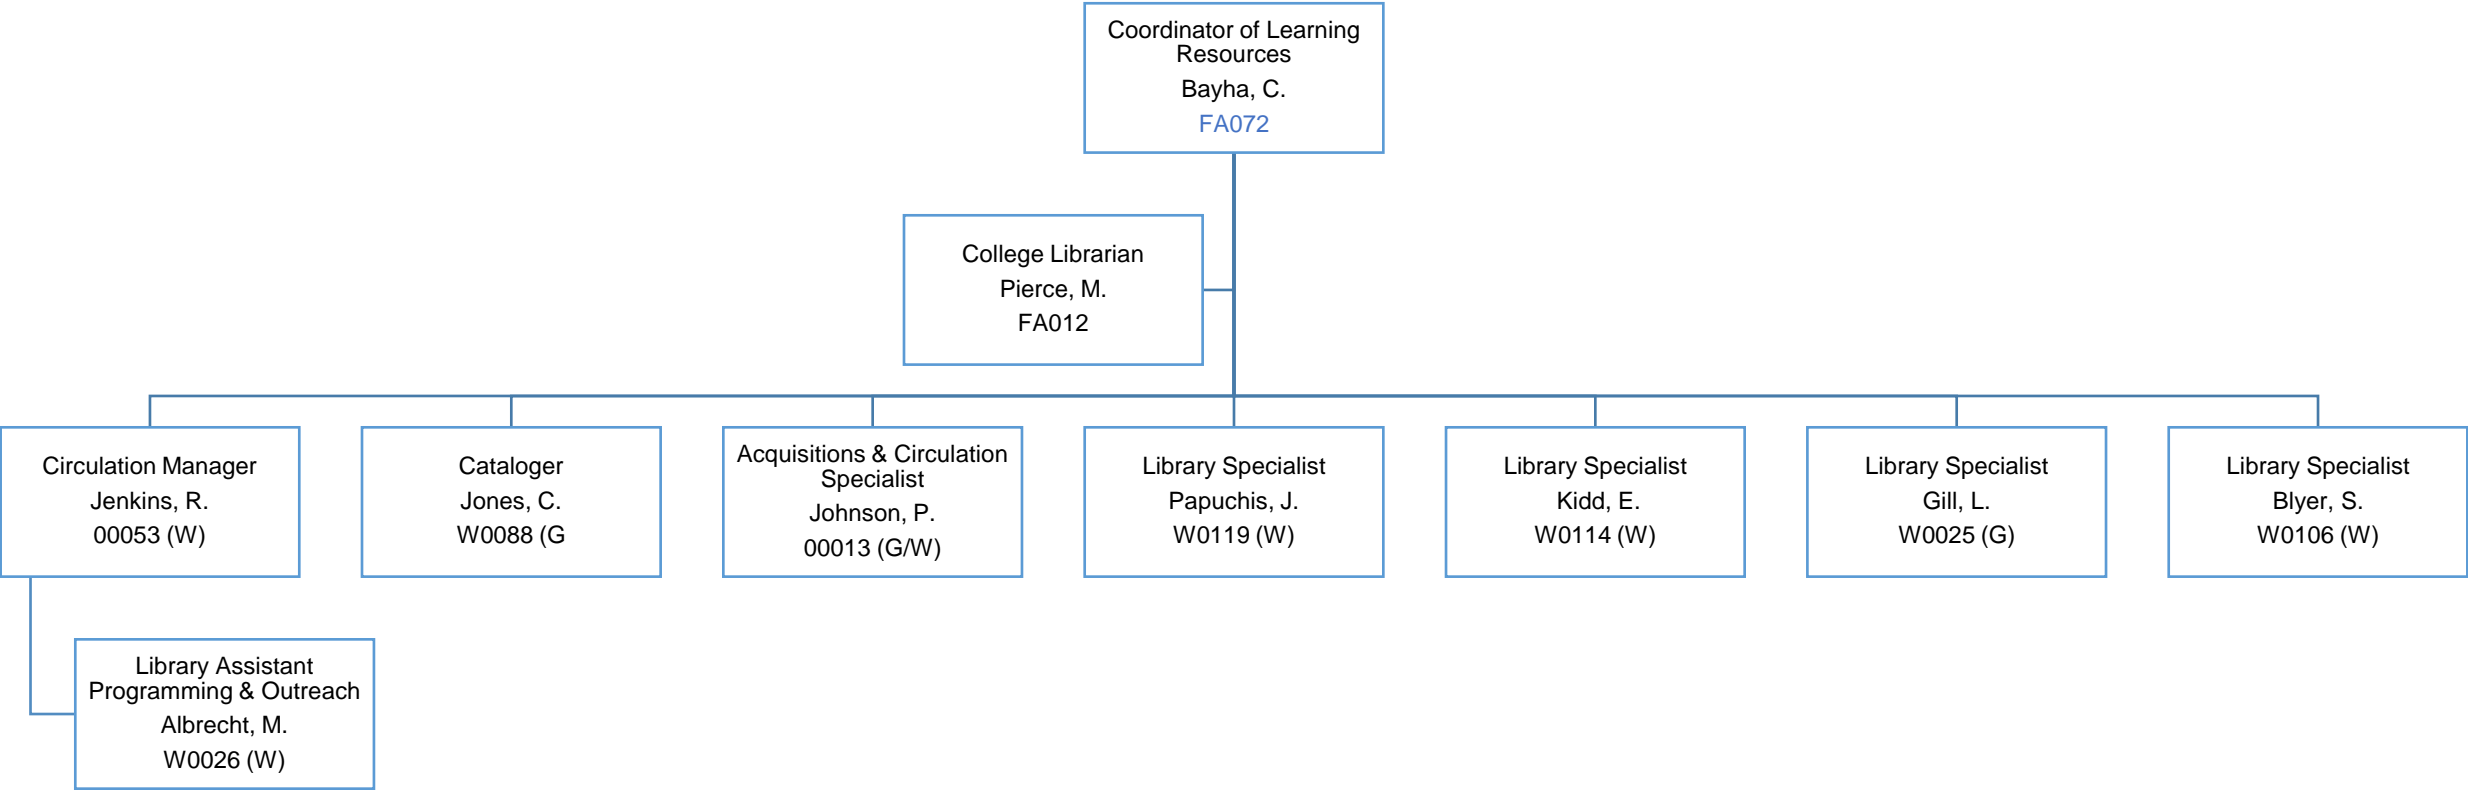 Coordinator of Learning
Resources
Bayha, C.
FA072
College Librarian
Pierce, M.
FA012
Circulation Manager
Jenkins, R.
00053 (W)
Cataloger
Jones, C.
W0088 (G
Acquisitions & Circulation
Specialist
Johnson, P.
00013 (G/W)
Library Specialist
Papuchis, J.
W0119 (W)
Library Specialist
Kidd, E.
W0114 (W)
Library Specialist
Gill, L.
W0025 (G)
Library Specialist
Blyer, S.
W0106 (W)
Library Assistant
Programming & Outreach
Albrecht, M.
W0026 (W)